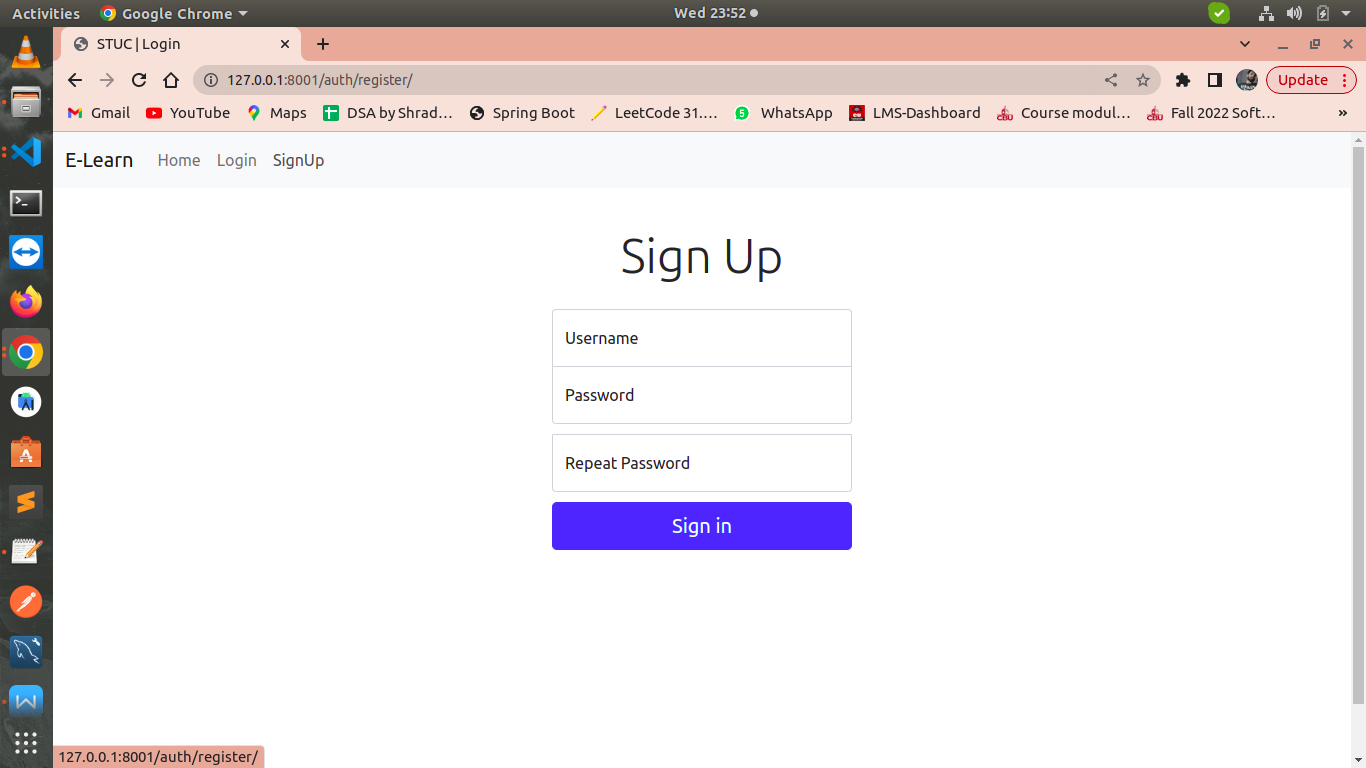 Activities Google Chrome Wed 23:52
STUC | Login
127.0.0.1:8001/auth/register/ Update
Gmail YouTube Maps DSA by Shrad… Spring Boot LeetCode 31.… WhatsApp LMS-Dashboard Course modul… Fall 2022 Soft… »
E-Learn Home Login SignUp
Sign Up
Username
Password
Repeat Password
Sign in
127.0.0.1:8001/auth/register/